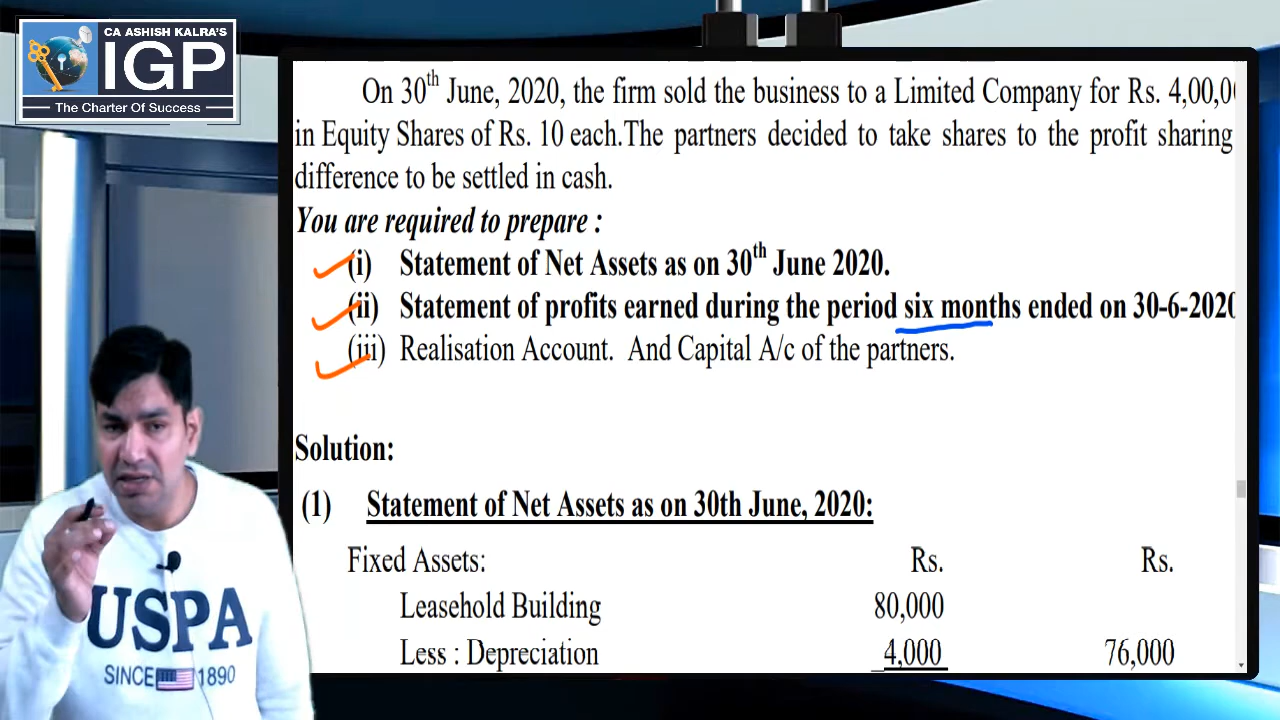 CA ASHISH KALRA'S
IGP
The Charter Of Success
On 30th June, 2020, the firm sold the business to a Limited Company for Rs. 4,00,0
in Equity Shares of Rs. 10 each.The partners decided to take shares to the profit sharing
difference to be settled in cash.
You are required to prepare :
(i) Statement of Net Assets as on 30th June 2020.
(ii) Statement of profits earned during the period six months ended on 30-6-2020
(iii) Realisation Account. And Capital A/c of the partners.
Solution:
(1) Statement of Net Assets as on 30th June, 2020:
Fixed Assets: Rs. Rs.
Leasehold Building 80,000
Less : Depreciation 4,000 76,000
USPA
SINCE 1890